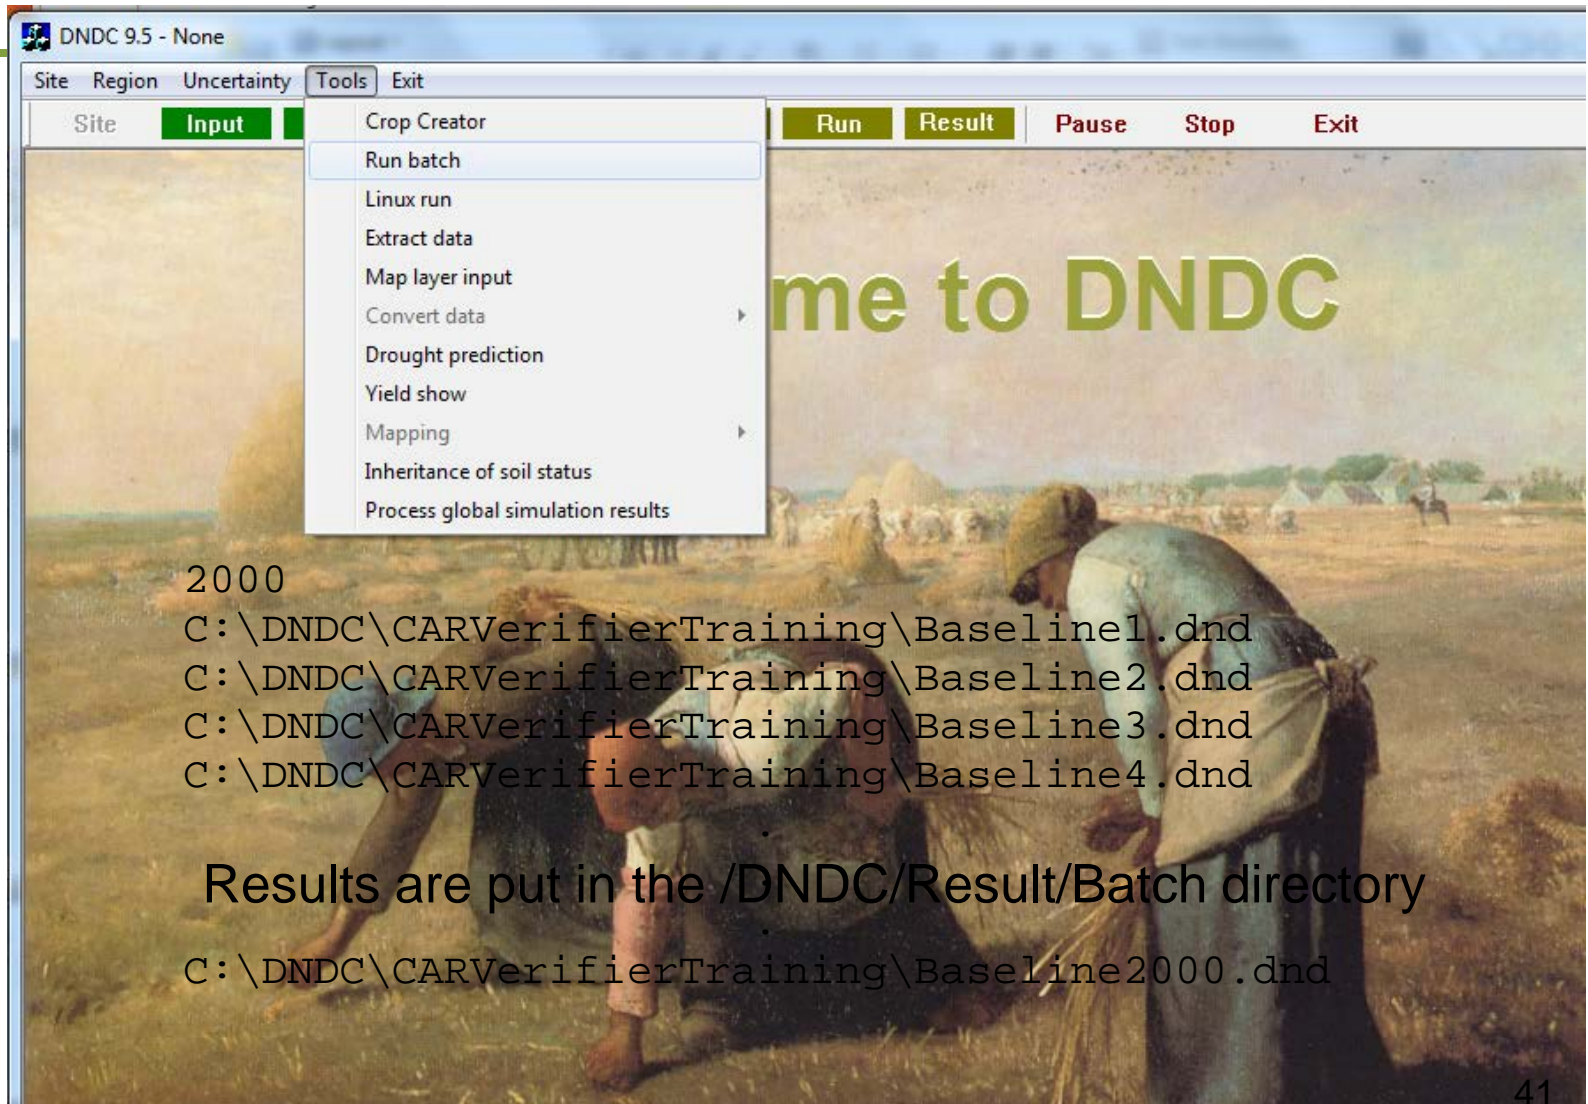 DNDC 9.5 - None
Site Region Uncertainty Tools Exit
Site Input Run Result Pause Stop Exit
Crop Creator
Run batch
Linux run
Extract data
Map layer input
Convert data
Drought prediction
Yield show
Mapping
Inheritance of soil status
Process global simulation results
me to DNDC
2000
C:\DNDC\CARVerifierTraining\Baseline1.dnd
C:\DNDC\CARVerifierTraining\Baseline2.dnd
C:\DNDC\CARVerifierTraining\Baseline3.dnd
C:\DNDC\CARVerifierTraining\Baseline4.dnd
.
Results are put in the /DNDC/Result/Batch directory
.
C:\DNDC\CARVerifierTraining\Baseline2000.dnd
41